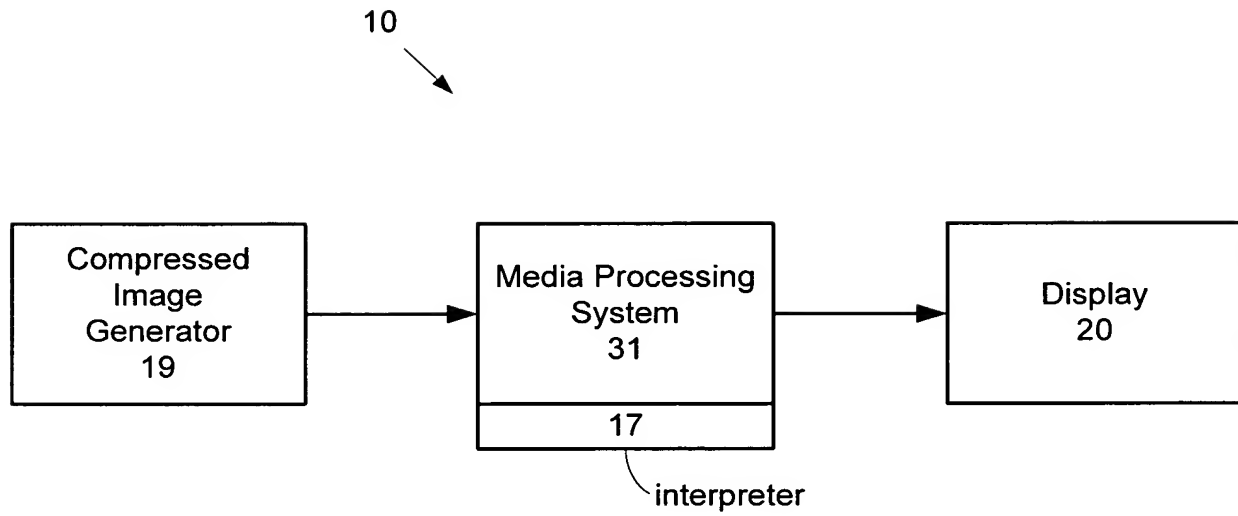 10
Compressed
Image
Generator
19
Media Processing
System
31
17
interpreter
Display
20